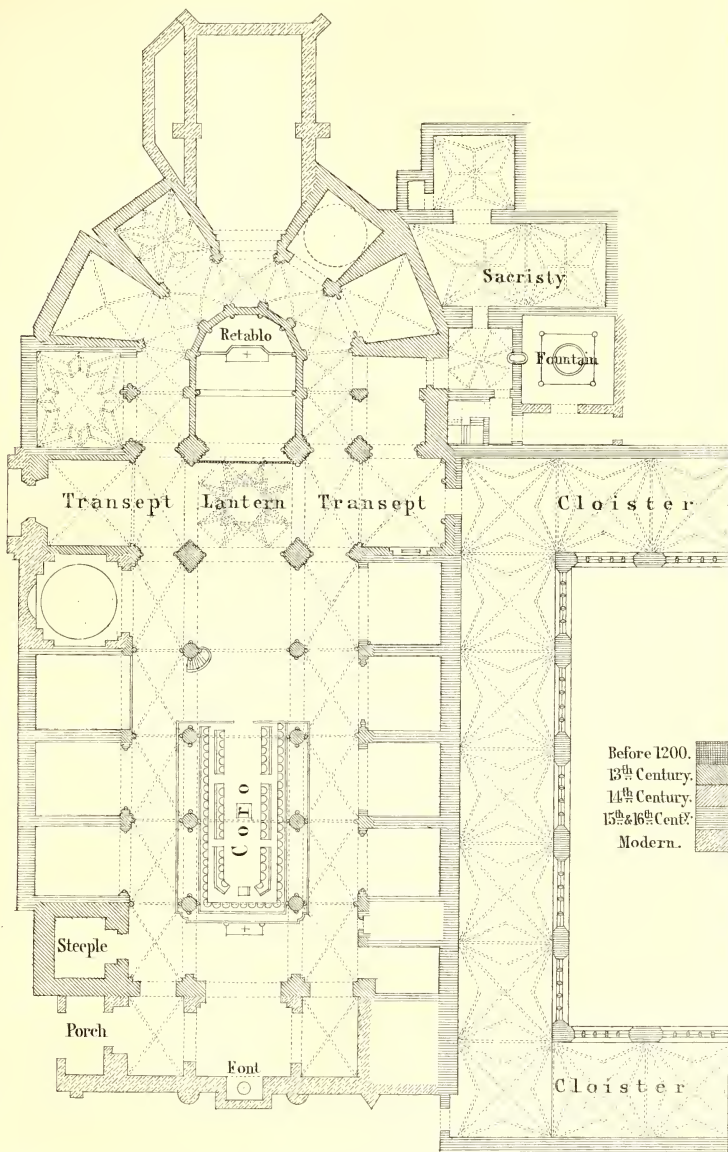 Sacristy
Retablo
Fountain
Transept Lantern Transept
Cloister
Coro
Before 1200.
13th Century.
14th Century.
15th & 16th Centy.
Modern.
Steeple
Porch
Font
Cloister